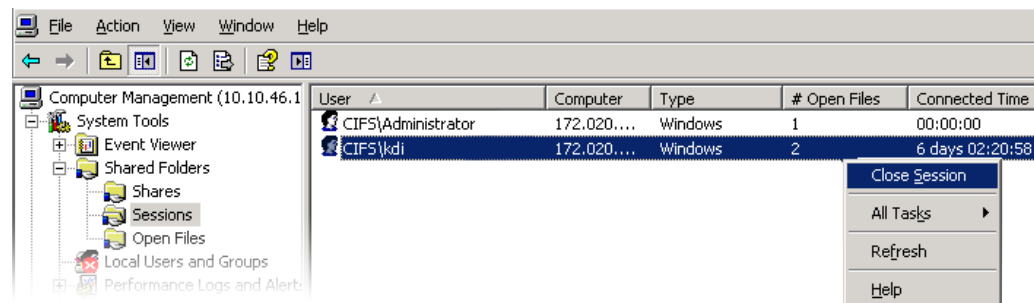 File Action View Window Help
Computer Management (10.10.46.1
System Tools
Event Viewer
Shared Folders
Shares
Sessions
Open Files
Local Users and Groups
Performance Logs and Alert
User Computer Type # Open Files Connected Time
CIFS\Administrator 172.020.... Windows 1 00:00:00
CIFS\kdi 172.020.... Windows 2 6 days 02:20:58
Close Session
All Tasks
Refresh
Help